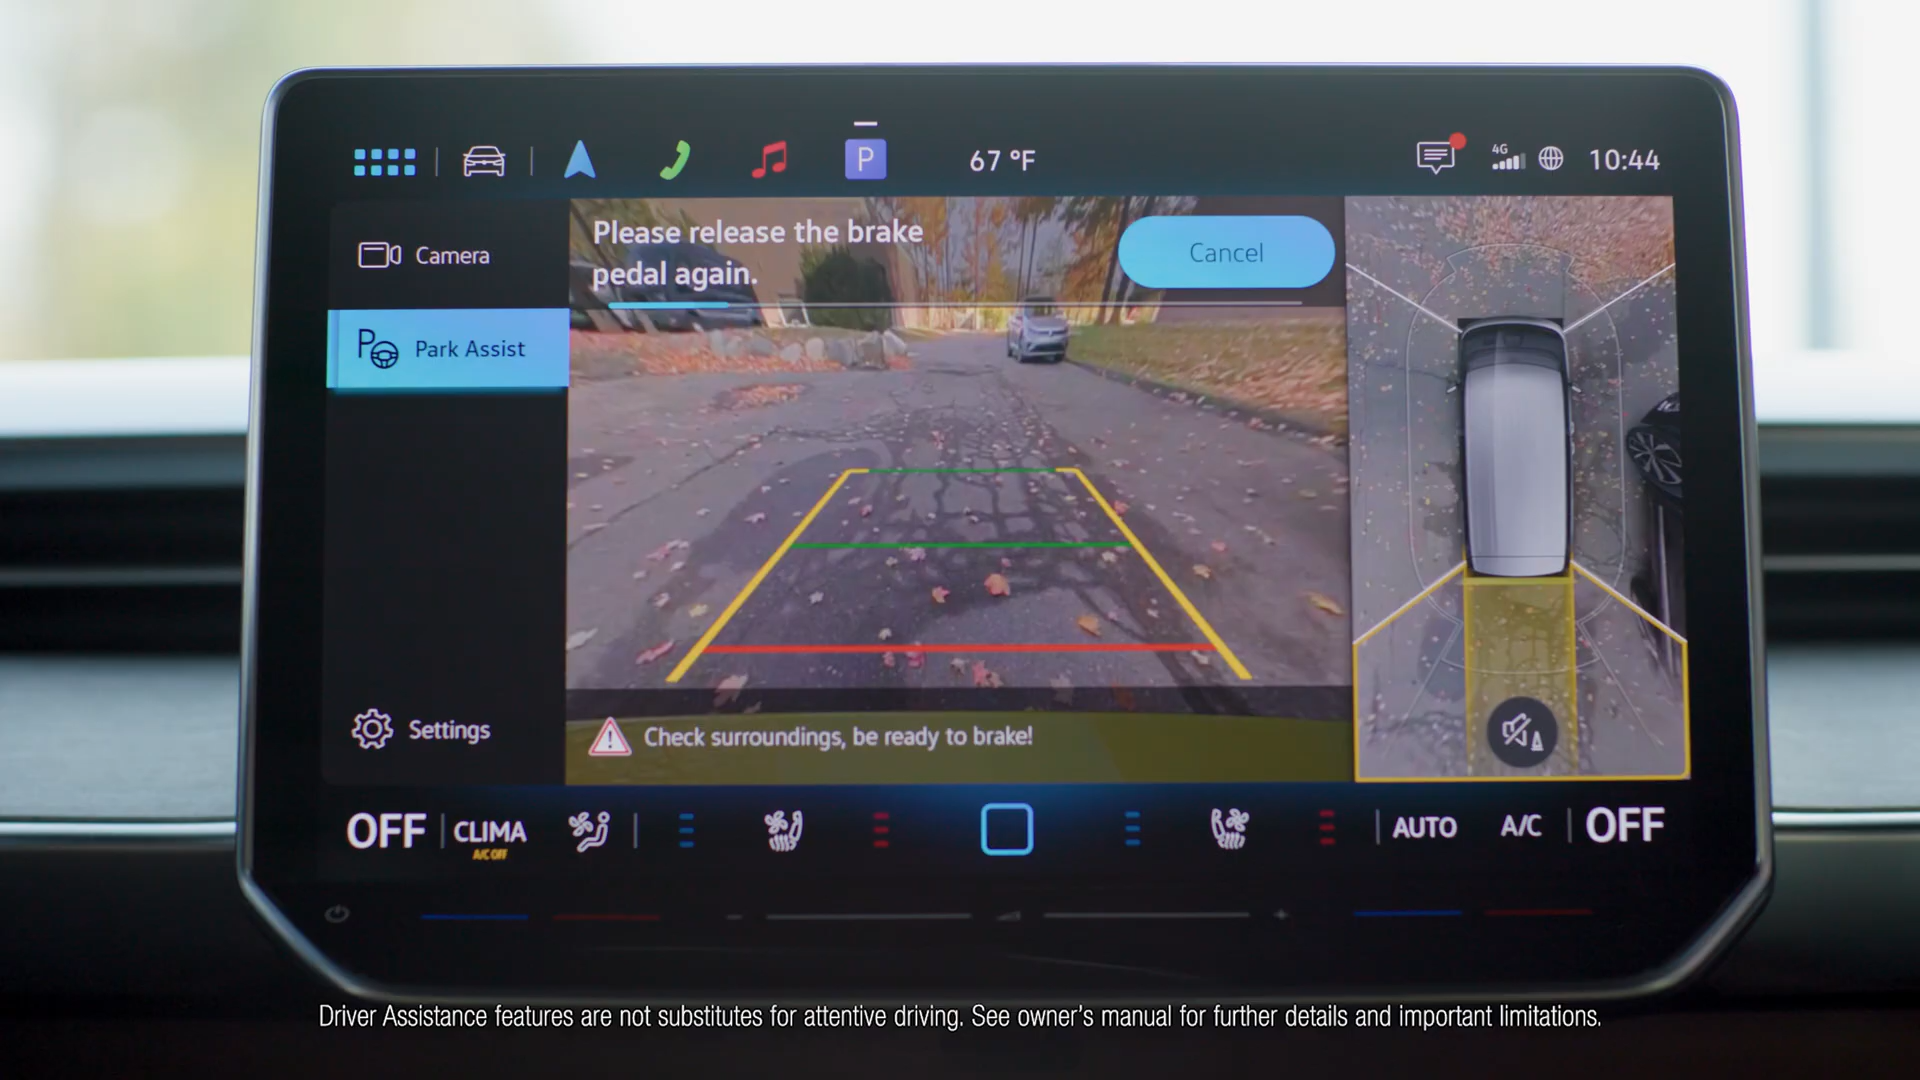 P
67 °F
4G
10:44
Camera
Please release the brake
pedal again.
Cancel
P
Park Assist
Settings
Check surroundings, be ready to brake!
OFF
CLIMA
A/C OFF
AUTO
A/C
OFF
Driver Assistance features are not substitutes for attentive driving. See owner's manual for further details and important limitations.